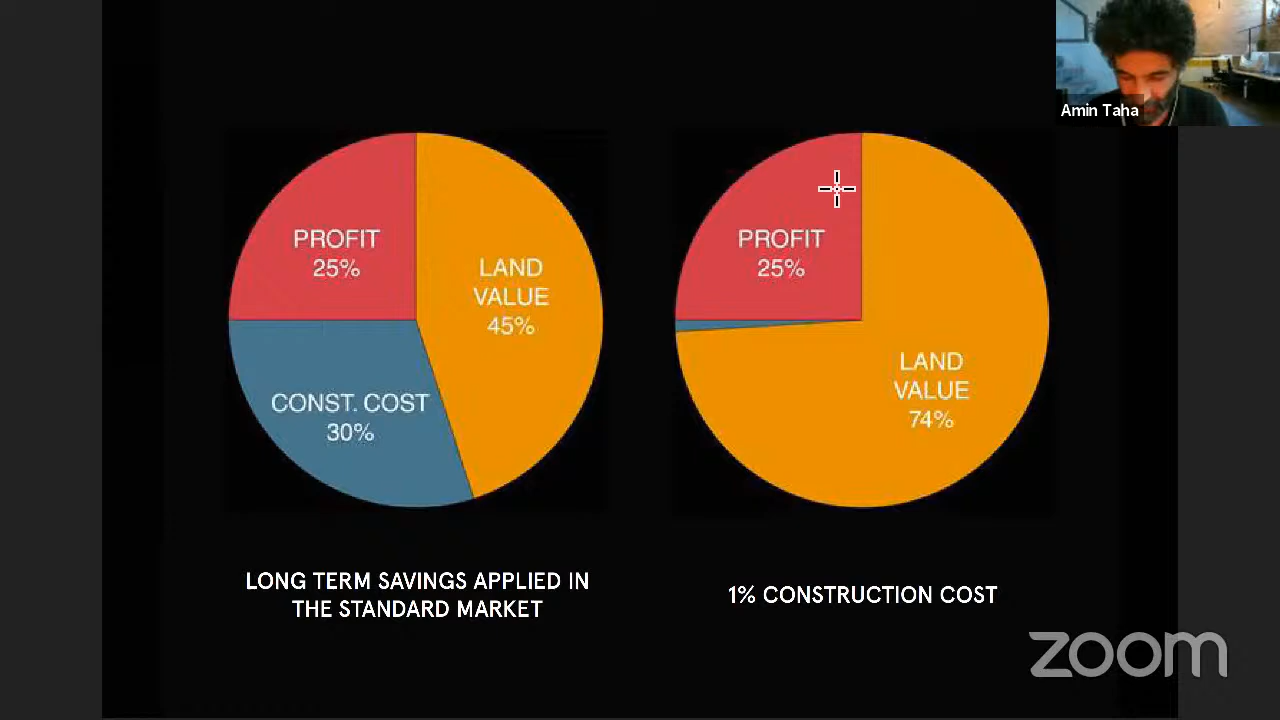 Amin Taha
PROFIT
25%
LAND
VALUE
45%
CONST. COST
30%
LONG TERM SAVINGS APPLIED IN
THE STANDARD MARKET
PROFIT
25%
LAND
VALUE
74%
1% CONSTRUCTION COST
zoom